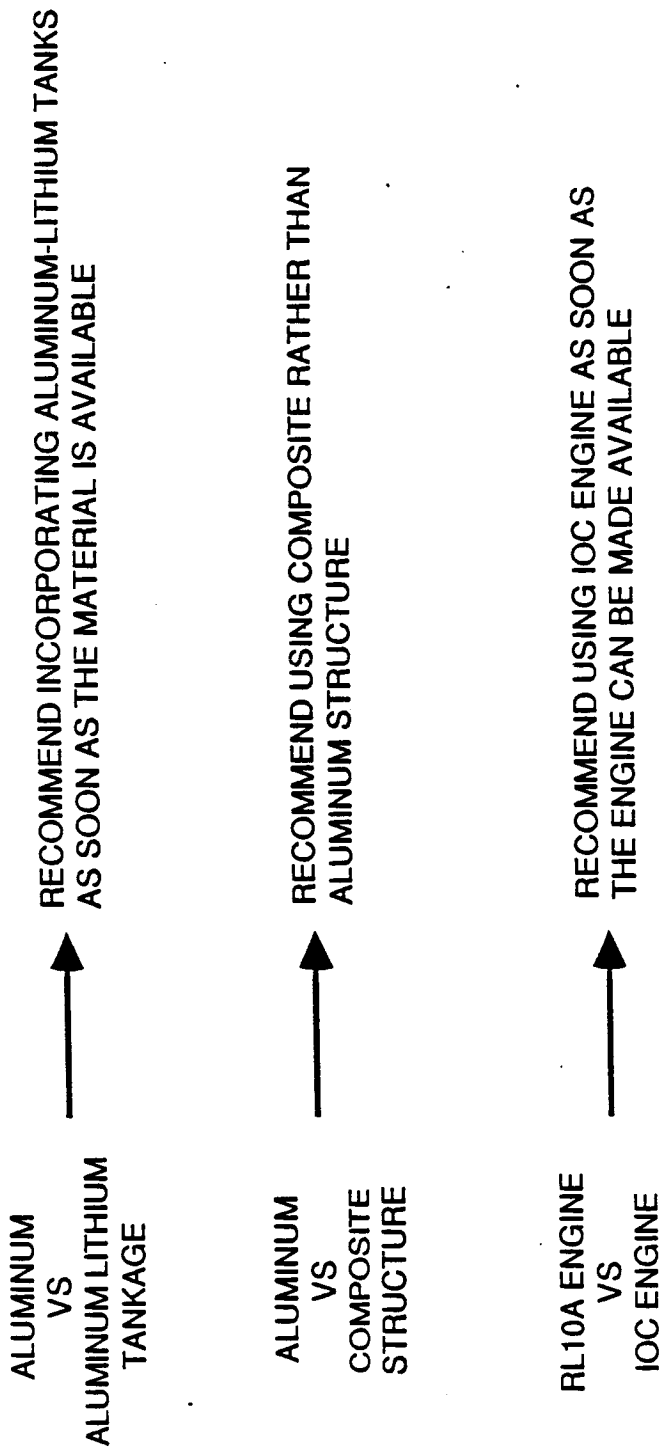 ALUMINUM
VS
ALUMINUM LITHIUM
TANKAGE
RECOMMEND INCORPORATING ALUMINUM-LITHIUM TANKS
AS SOON AS THE MATERIAL IS AVAILABLE
ALUMINUM
VS
COMPOSITE
STRUCTURE
RECOMMEND USING COMPOSITE RATHER THAN
ALUMINUM STRUCTURE
RL10A ENGINE
VS
IOC ENGINE
RECOMMEND USING IOC ENGINE AS SOON AS
THE ENGINE CAN BE MADE AVAILABLE